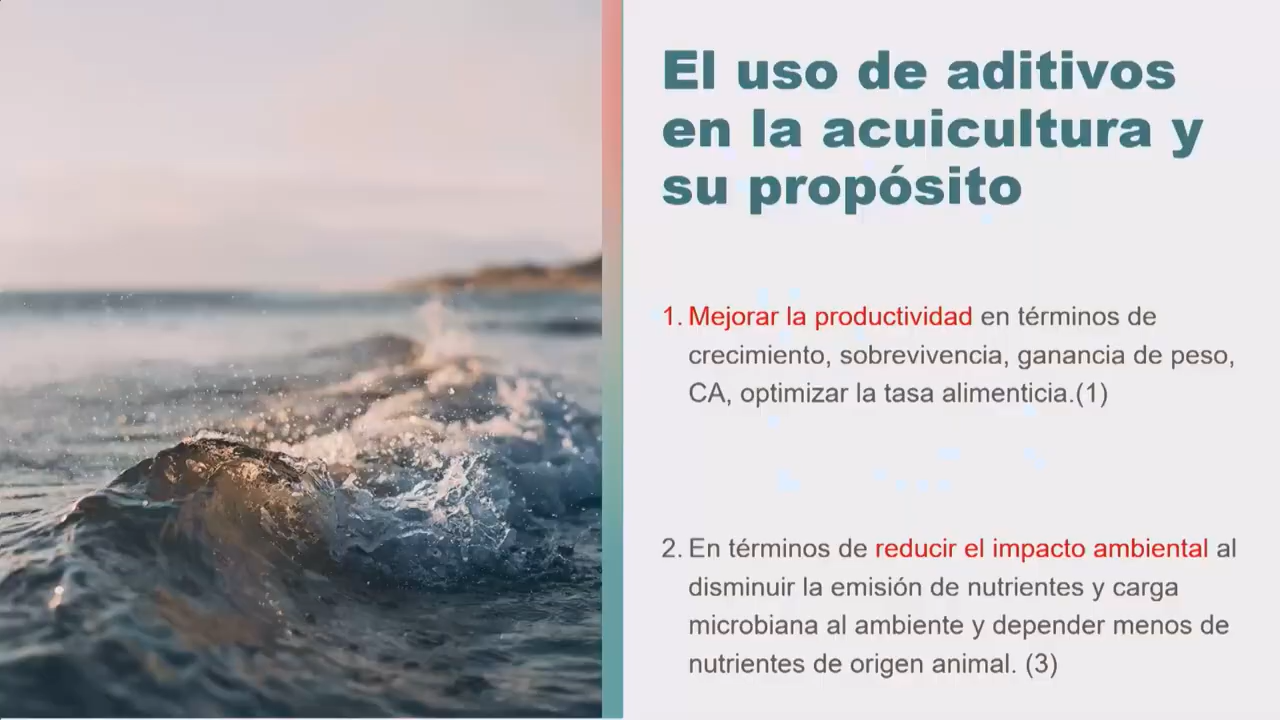 El uso de aditivos
en la acuicultura y
su propósito
1. Mejorar la productividad en términos de
crecimiento, sobrevivencia, ganancia de peso,
CA, optimizar la tasa alimenticia.(1)
2. En términos de reducir el impacto ambiental al
disminuir la emisión de nutrientes y carga
microbiana al ambiente y depender menos de
nutrientes de origen animal. (3)